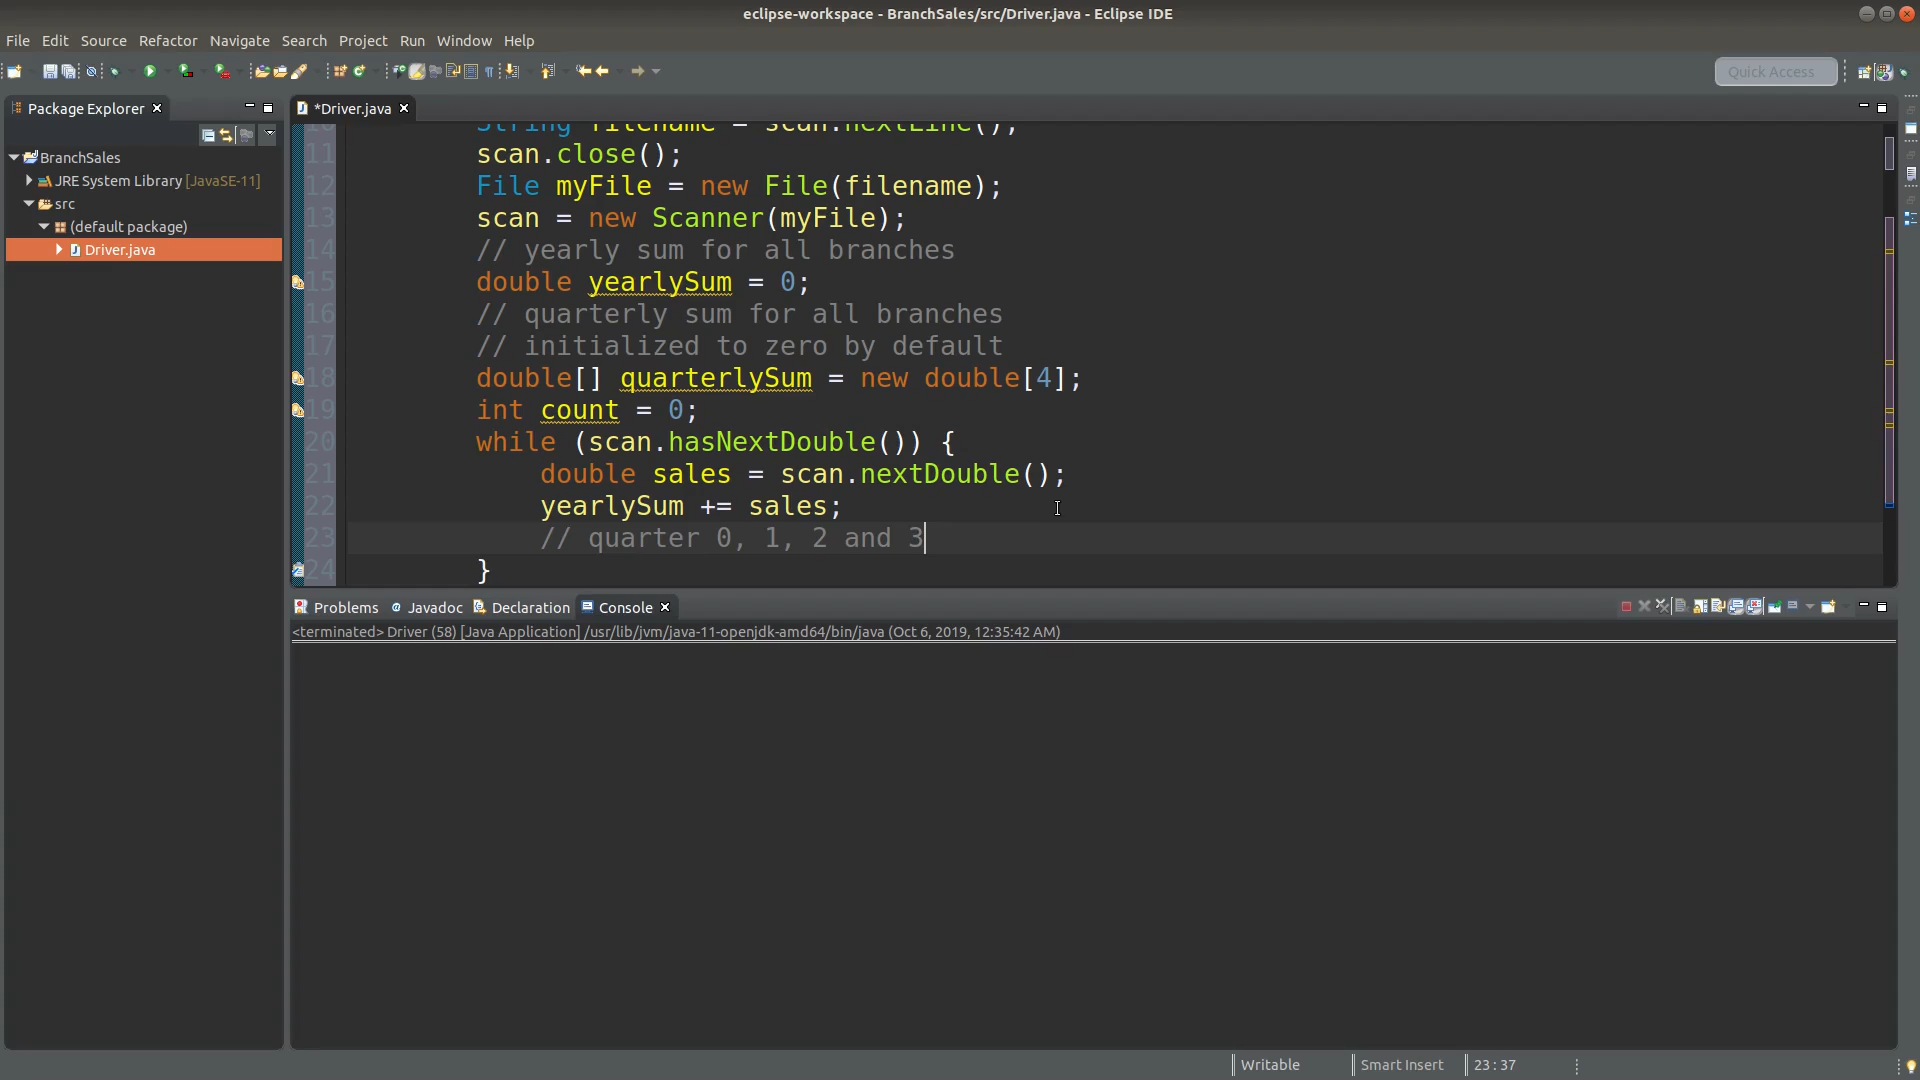 eclipse-workspace - BranchSales/src/Driver.java - Eclipse IDE
File Edit Source Refactor Navigate Search Project Run Window Help
Quick Access
Package Explorer
*Driver.java
BranchSales
JRE System Library [JavaSE-11]
src
(default package)
Driver.java
10 String filename = scan.nextLine();
11 scan.close();
12 File myFile = new File(filename);
13 scan = new Scanner(myFile);
14 // yearly sum for all branches
15 double yearlySum = 0;
16 // quarterly sum for all branches
17 // initialized to zero by default
18 double[] quarterlySum = new double[4];
19 int count = 0;
20 while (scan.hasNextDouble()) {
21 double sales = scan.nextDouble();
22 yearlySum += sales;
23 // quarter 0, 1, 2 and 3
24 }
Problems Javadoc Declaration Console
<terminated> Driver (58) [Java Application] /usr/lib/jvm/java-11-openjdk-amd64/bin/java (Oct 6, 2019, 12:35:42 AM)
Writable Smart Insert 23 : 37